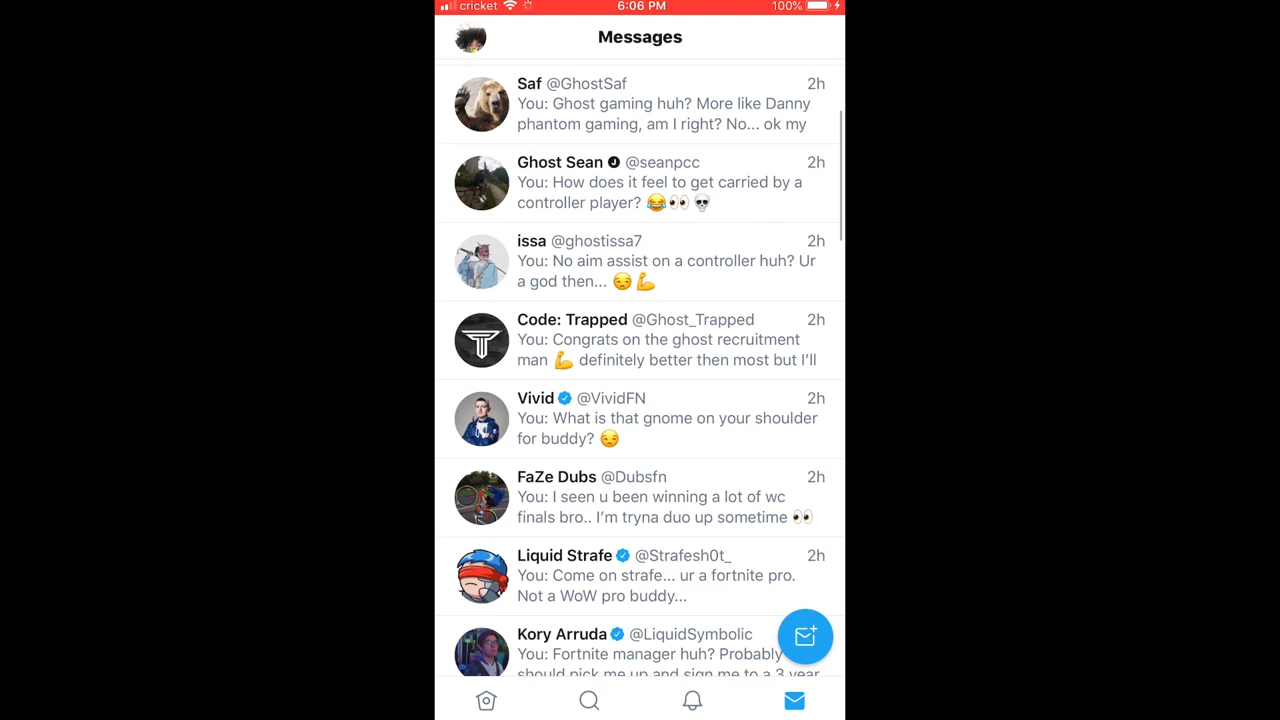 cricket 6:06 PM 100%
Messages
Saf @GhostSaf 2h
You: Ghost gaming huh? More like Danny
phantom gaming, am I right? No... ok my
Ghost Sean @seanpcc 2h
You: How does it feel to get carried by a
controller player? 😂👀💀
issa @ghostissa7 2h
You: No aim assist on a controller huh? Ur
a god then... 😒💪
Code: Trapped @Ghost_Trapped 2h
You: Congrats on the ghost recruitment
man 💪 definitely better then most but I’ll
Vivid @VividFN 2h
You: What is that gnome on your shoulder
for buddy? 😒
FaZe Dubs @Dubsfn 2h
You: I seen u been winning a lot of wc
finals bro.. I’m tryna duo up sometime 👀
Liquid Strafe @Strafesh0t_ 2h
You: Come on strafe... ur a fortnite pro.
Not a WoW pro buddy...
Kory Arruda @LiquidSymbolic
You: Fortnite manager huh? Probably
should pick me up and sign me to a 3 year